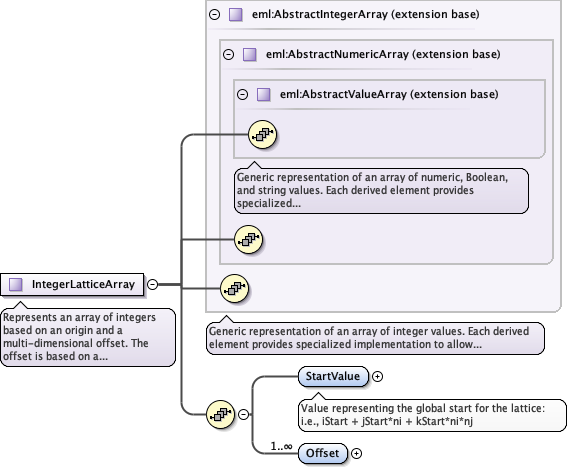 eml:AbstractIntegerArray (extension base)
eml:AbstractNumericArray (extension base)
eml:AbstractValueArray (extension base)
Generic representation of an array of numeric, Boolean,
and string values. Each derived element provides
specialized...
IntegerLatticeArray
Represents an array of integers
based on an origin and a
multi-dimensional offset. The
offset is based on a...
Generic representation of an array of integer values. Each derived
element provides specialized implementation to allow...
StartValue
Value representing the global start for the lattice:
i.e., iStart + jStart*ni + kStart*ni*nj
1..∞
Offset